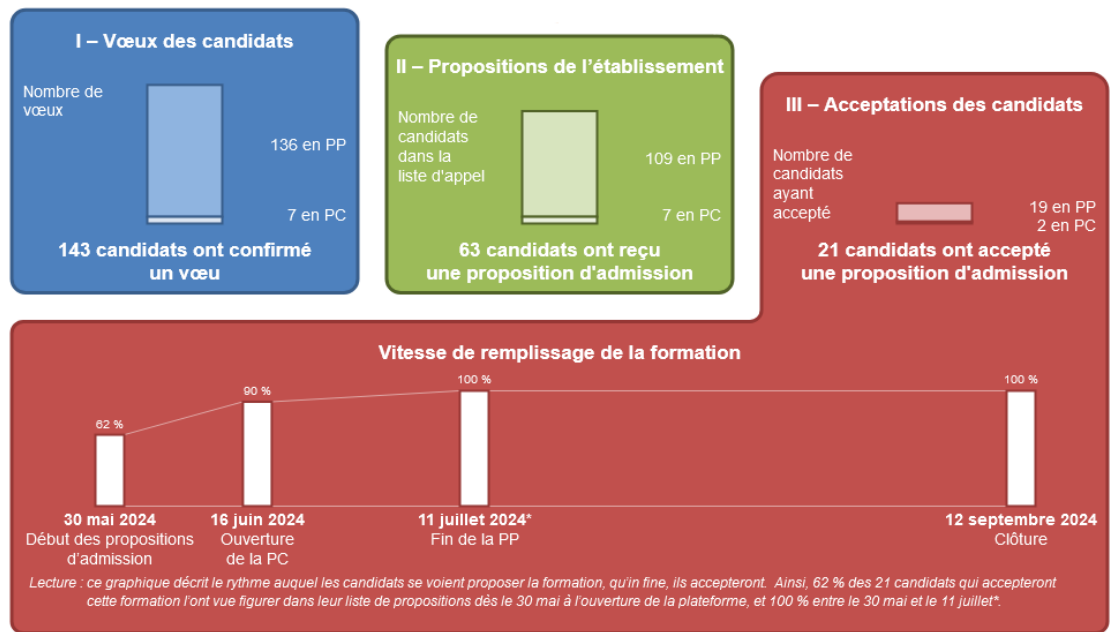 I – Vœux des candidats
Nombre de
vœux
136 en PP
7 en PC
143 candidats ont confirmé
un vœu
II – Propositions de l'établissement
Nombre de
candidats
dans la
liste d'appel
109 en PP
7 en PC
63 candidats ont reçu
une proposition d'admission
III – Acceptations des candidats
Nombre de
candidats
ayant
accepté
19 en PP
2 en PC
21 candidats ont accepté
une proposition d'admission
Vitesse de remplissage de la formation
62 %
90 %
100 %
100 %
30 mai 2024
Début des propositions
d'admission
16 juin 2024
Ouverture
de la PC
11 juillet 2024*
Fin de la PP
12 septembre 2024
Clôture
Lecture : ce graphique décrit le rythme auquel les candidats se voient proposer la formation, qu'in fine, ils accepteront. Ainsi, 62 % des 21 candidats qui accepteront
cette formation l'ont vue figurer dans leur liste de propositions dès le 30 mai à l'ouverture de la plateforme, et 100 % entre le 30 mai et le 11 juillet*.